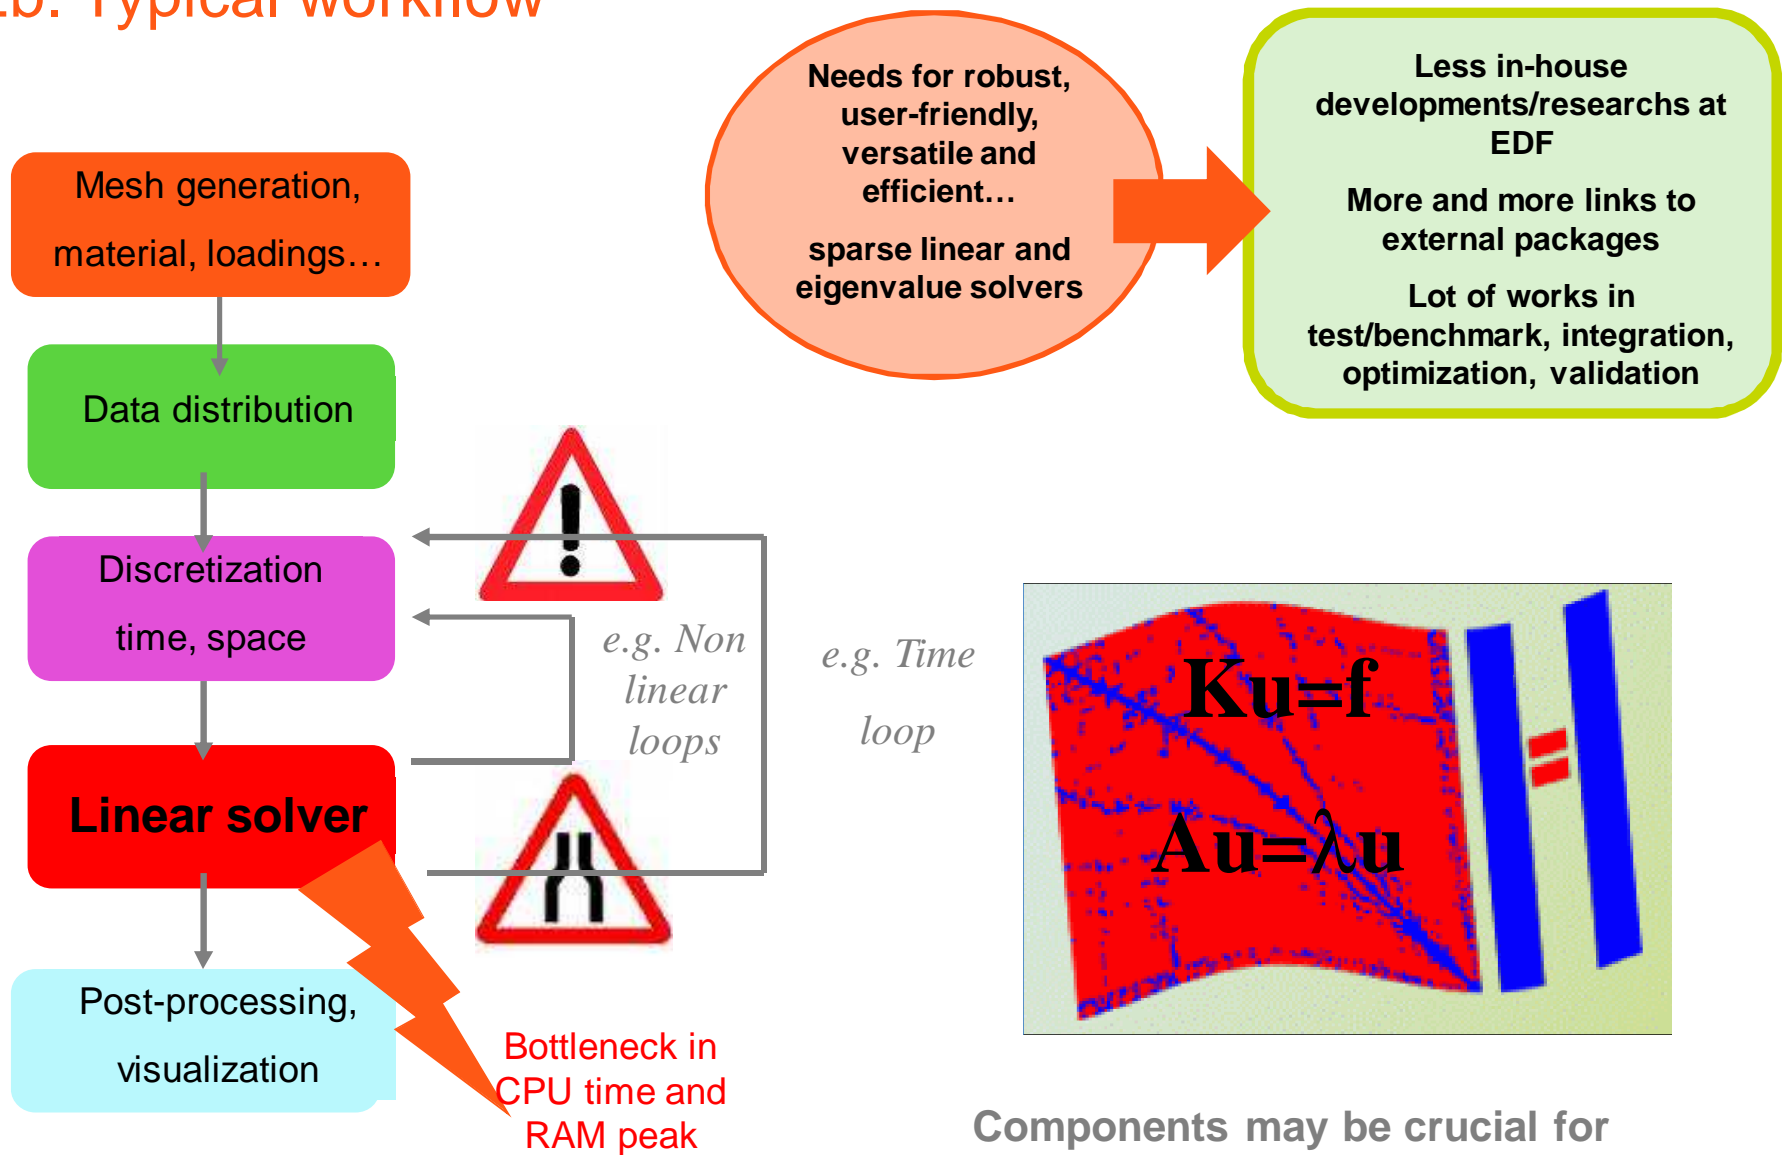 2b. Typical workflow
Needs for robust,
user-friendly,
versatile and
efficient…
sparse linear and
eigenvalue solvers
Less in-house
developments/researchs at
EDF
More and more links to
external packages
Lot of works in
test/benchmark, integration,
optimization, validation
Mesh generation,
material, loadings…
Data distribution
Discretization
time, space
Linear solver
Post-processing,
visualization
e.g. Non
linear
loops
e.g. Time
loop
Ku=f
Au=λu
Bottleneck in
CPU time and
RAM peak
Components may be crucial for